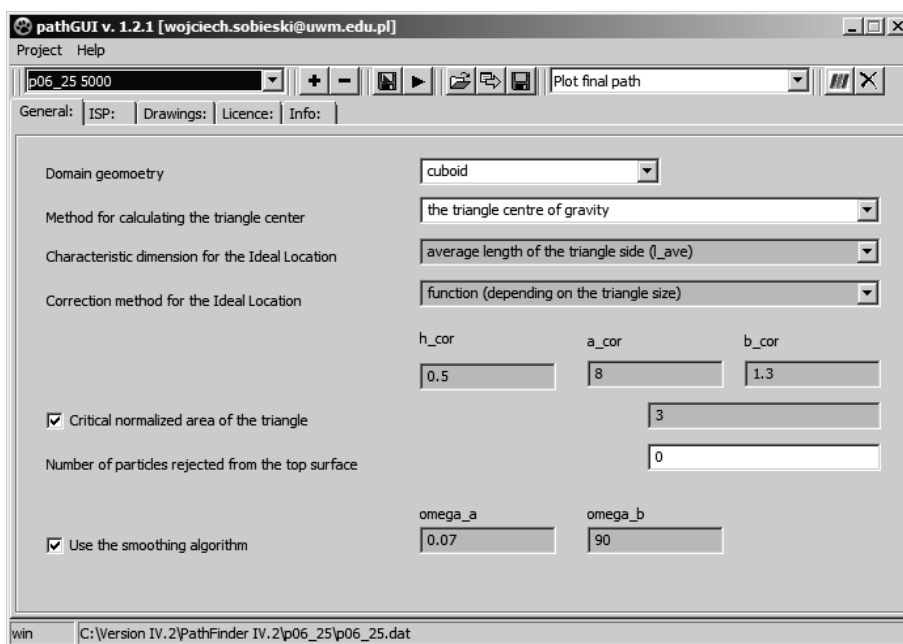 pathGUI v. 1.2.1 [wojciech.sobieski@uwm.edu.pl]
Project Help
p06_25 5000 Plot final path
General: ISP: Drawings: Licence: Info:
Domain geomoetry cuboid
Method for calculating the triangle center the triangle centre of gravity
Characteristic dimension for the Ideal Location average length of the triangle side (l_ave)
Correction method for the Ideal Location function (depending on the triangle size)
h_cor a_cor b_cor
0.5 8 1.3
Critical normalized area of the triangle 3
Number of particles rejected from the top surface 0
omega_a omega_b
Use the smoothing algorithm 0.07 90
win C:\Version IV.2\PathFinder IV.2\p06_25\p06_25.dat